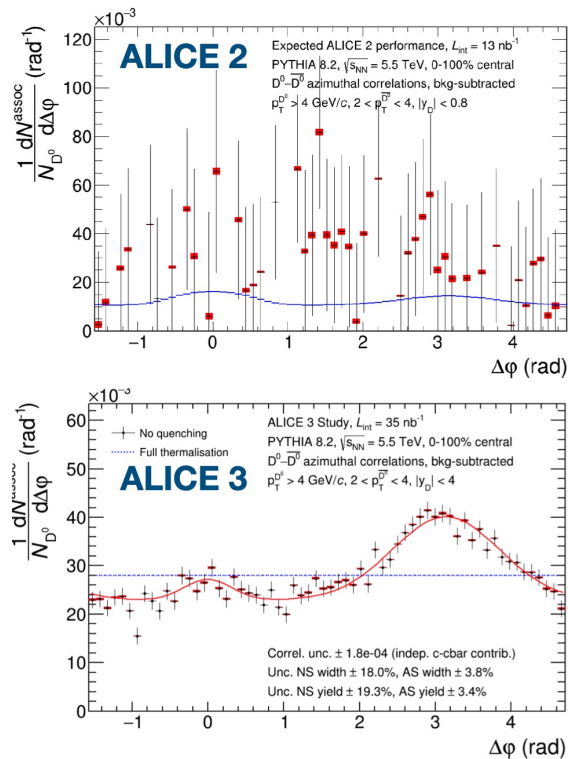 ×10⁻³
ALICE 2
Expected ALICE 2 performance, L_int = 13 nb⁻¹
PYTHIA 8.2, √s_NN = 5.5 TeV, 0-100% central
D⁰–D̅⁰ azimuthal correlations, bkg-subtracted
p_T^D⁰ > 4 GeV/c, 2 < p_T^D̅⁰ < 4, |y_D| < 0.8
1/N_D⁰ dN^assoc/dΔφ (rad⁻¹)
120
100
80
60
40
20
0
−1 0 1 2 3 4
Δφ (rad)
×10⁻³
ALICE 3 Study, L_int = 35 nb⁻¹
PYTHIA 8.2, √s_NN = 5.5 TeV, 0-100% central
D⁰–D̅⁰ azimuthal correlations, bkg-subtracted
p_T^D⁰ > 4 GeV/c, 2 < p_T^D̅⁰ < 4, |y_D| < 4
No quenching
Full thermalisation
ALICE 3
1/N_D⁰ dN^assoc/dΔφ (rad⁻¹)
60
50
40
30
20
10
0
Correl. unc. ± 1.8e-04 (indep. c-cbar contrib.)
Unc. NS width ± 18.0%, AS width ± 3.8%
Unc. NS yield ± 19.3%, AS yield ± 3.4%
−1 0 1 2 3 4
Δφ (rad)